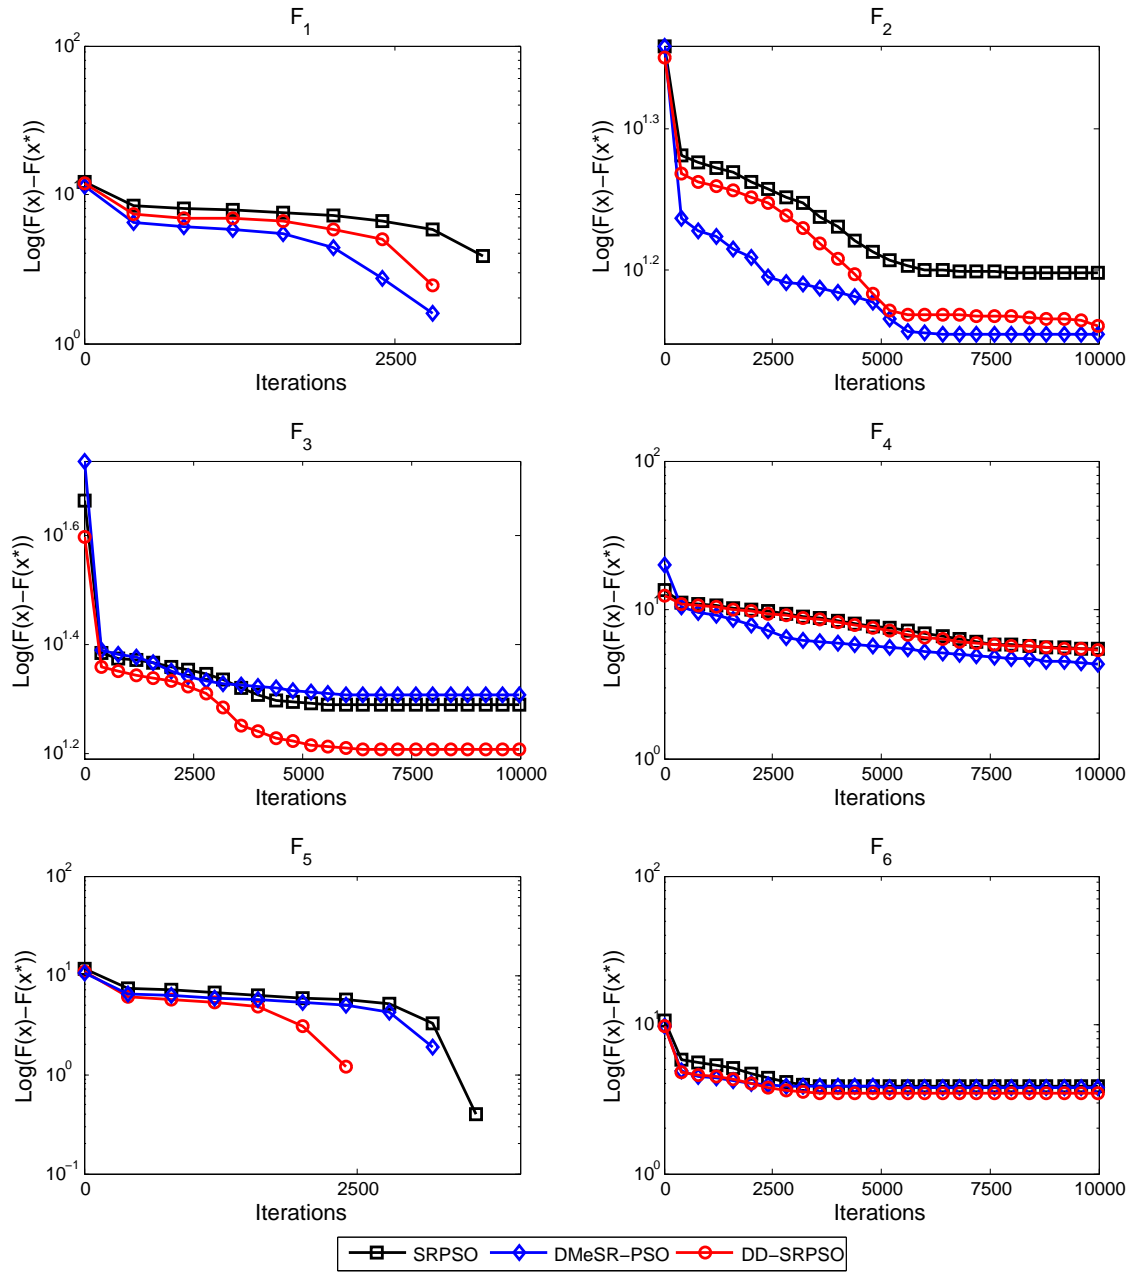 F1
10^2
10^1
10^0
Log(F(x)−F(x*))
0
2500
Iterations
F2
10^1.3
10^1.2
Log(F(x)−F(x*))
0
2500
5000
7500
10000
Iterations
F3
10^1.6
10^1.4
10^1.2
Log(F(x)−F(x*))
0
2500
5000
7500
10000
Iterations
F4
10^2
10^1
10^0
Log(F(x)−F(x*))
0
2500
5000
7500
10000
Iterations
F5
10^2
10^1
10^0
10^−1
Log(F(x)−F(x*))
0
2500
Iterations
F6
10^2
10^1
10^0
Log(F(x)−F(x*))
0
2500
5000
7500
10000
Iterations
SRPSO DMeSR−PSO DD−SRPSO